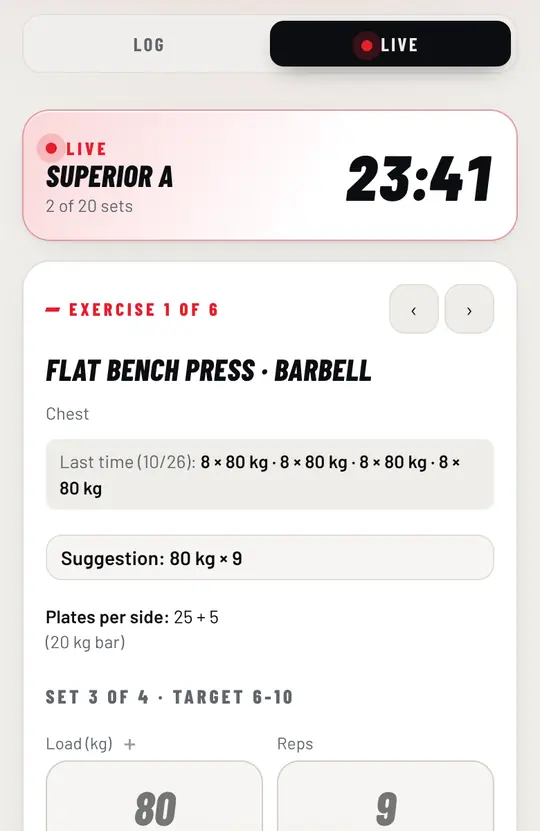 LOG
LIVE
LIVE
SUPERIOR A
2 of 20 sets
23:41
EXERCISE 1 OF 6
‹ ›
FLAT BENCH PRESS · BARBELL
Chest
Last time (10/26): 8 × 80 kg · 8 × 80 kg · 8 × 80 kg · 8 ×
80 kg
Suggestion: 80 kg × 9
Plates per side: 25 + 5
(20 kg bar)
SET 3 OF 4 · TARGET 6-10
Load (kg) +
Reps
80
9